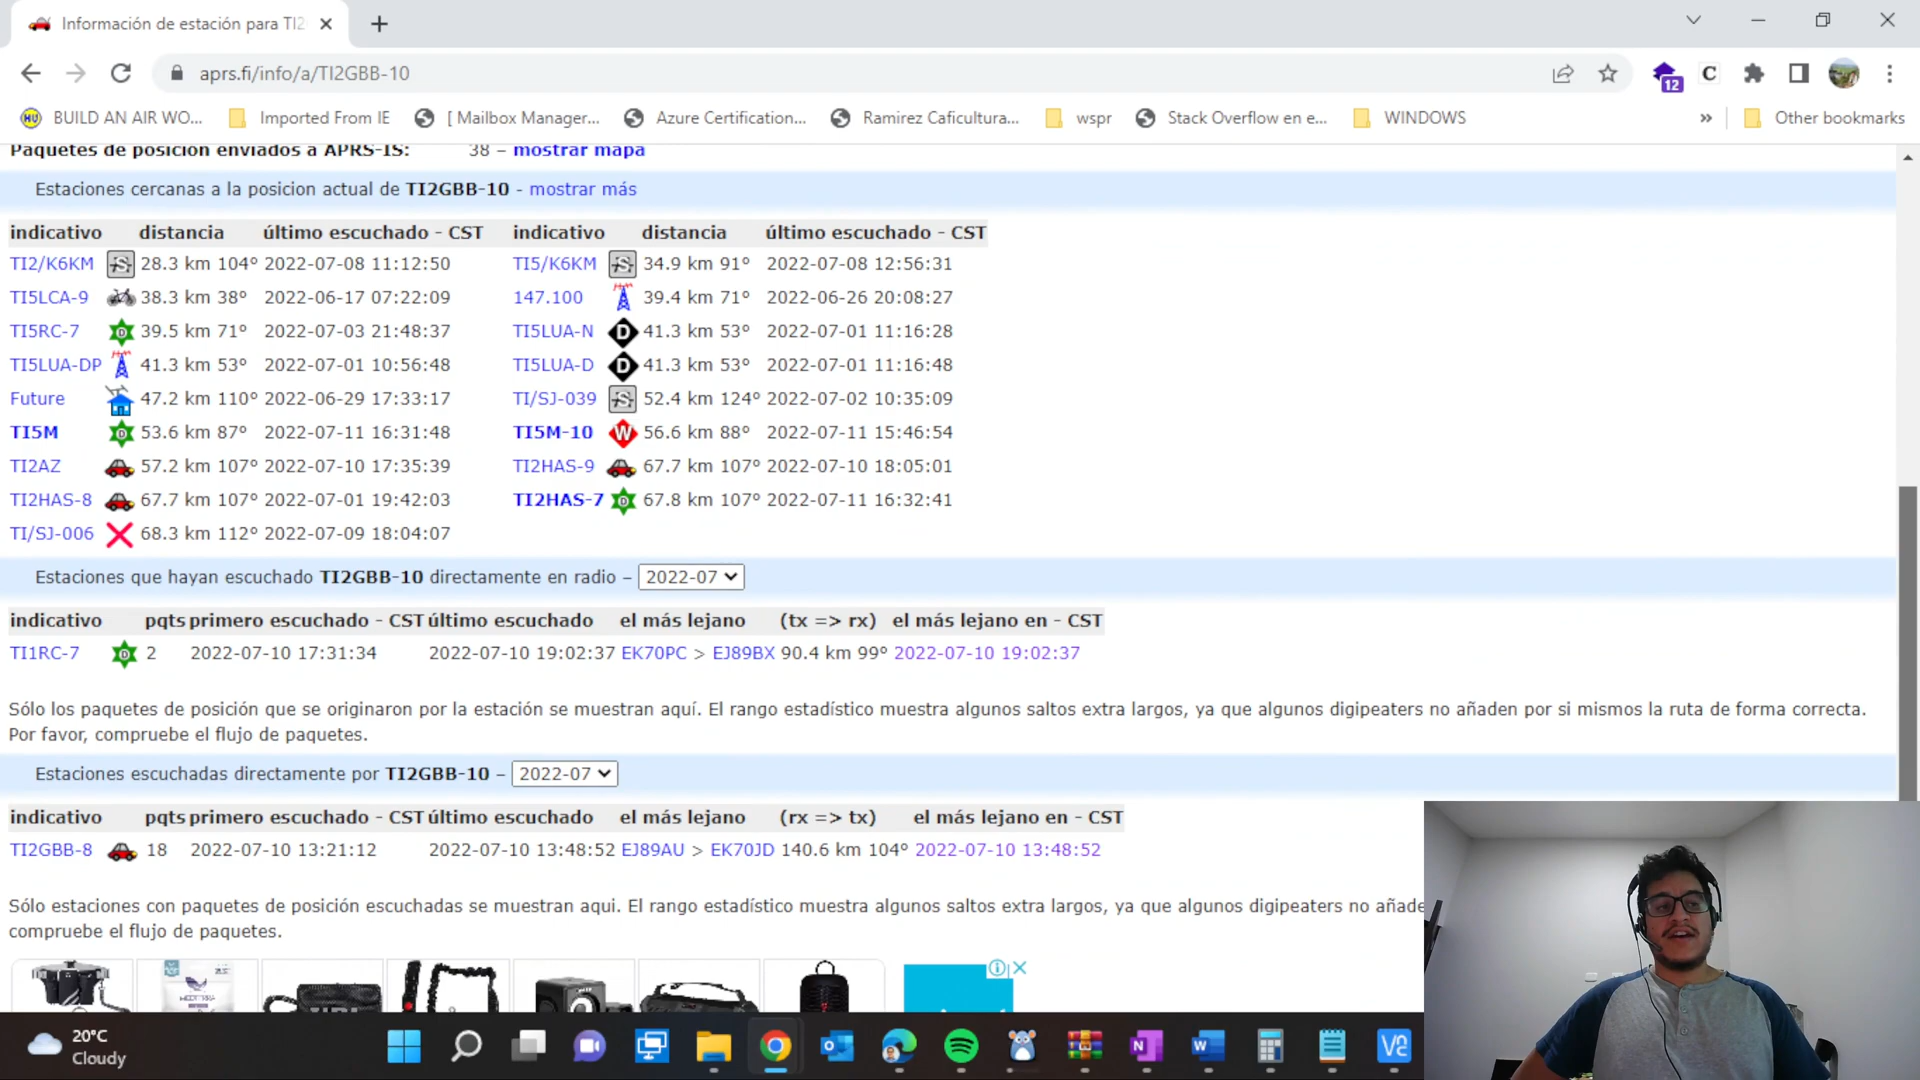 Información de estación para TI2
aprs.fi/info/a/TI2GBB-10
12
C
BUILD AN AIR WO... Imported From IE [ Mailbox Manager... Azure Certification... Ramirez Caficultura... wspr Stack Overflow en e... WINDOWS » Other bookmarks
Paquetes de posición enviados a APRS-IS: 38 – mostrar mapa
Estaciones cercanas a la posicion actual de TI2GBB-10 - mostrar más
indicativo distancia último escuchado - CST indicativo distancia último escuchado - CST
TI2/K6KM S 28.3 km 104° 2022-07-08 11:12:50 TI5/K6KM S 34.9 km 91° 2022-07-08 12:56:31
TI5LCA-9 38.3 km 38° 2022-06-17 07:22:09 147.100 39.4 km 71° 2022-06-26 20:08:27
TI5RC-7 D 39.5 km 71° 2022-07-03 21:48:37 TI5LUA-N D 41.3 km 53° 2022-07-01 11:16:28
TI5LUA-DP 41.3 km 53° 2022-07-01 10:56:48 TI5LUA-D D 41.3 km 53° 2022-07-01 11:16:48
Future 47.2 km 110° 2022-06-29 17:33:17 TI/SJ-039 S 52.4 km 124° 2022-07-02 10:35:09
TI5M D 53.6 km 87° 2022-07-11 16:31:48 TI5M-10 W 56.6 km 88° 2022-07-11 15:46:54
TI2AZ 57.2 km 107° 2022-07-10 17:35:39 TI2HAS-9 67.7 km 107° 2022-07-10 18:05:01
TI2HAS-8 67.7 km 107° 2022-07-01 19:42:03 TI2HAS-7 D 67.8 km 107° 2022-07-11 16:32:41
TI/SJ-006 68.3 km 112° 2022-07-09 18:04:07
Estaciones que hayan escuchado TI2GBB-10 directamente en radio – 2022-07
indicativo pqts primero escuchado - CST último escuchado el más lejano (tx => rx) el más lejano en - CST
TI1RC-7 D 2 2022-07-10 17:31:34 2022-07-10 19:02:37 EK70PC > EJ89BX 90.4 km 99° 2022-07-10 19:02:37
Sólo los paquetes de posición que se originaron por la estación se muestran aquí. El rango estadístico muestra algunos saltos extra largos, ya que algunos digipeaters no añaden por si mismos la ruta de forma correcta.
Por favor, compruebe el flujo de paquetes.
Estaciones escuchadas directamente por TI2GBB-10 – 2022-07
indicativo pqts primero escuchado - CST último escuchado el más lejano (rx => tx) el más lejano en - CST
TI2GBB-8 18 2022-07-10 13:21:12 2022-07-10 13:48:52 EJ89AU > EK70JD 140.6 km 104° 2022-07-10 13:48:52
Sólo estaciones con paquetes de posición escuchadas se muestran aqui. El rango estadístico muestra algunos saltos extra largos, ya que algunos digipeaters no añade
compruebe el flujo de paquetes.
20°C
Cloudy